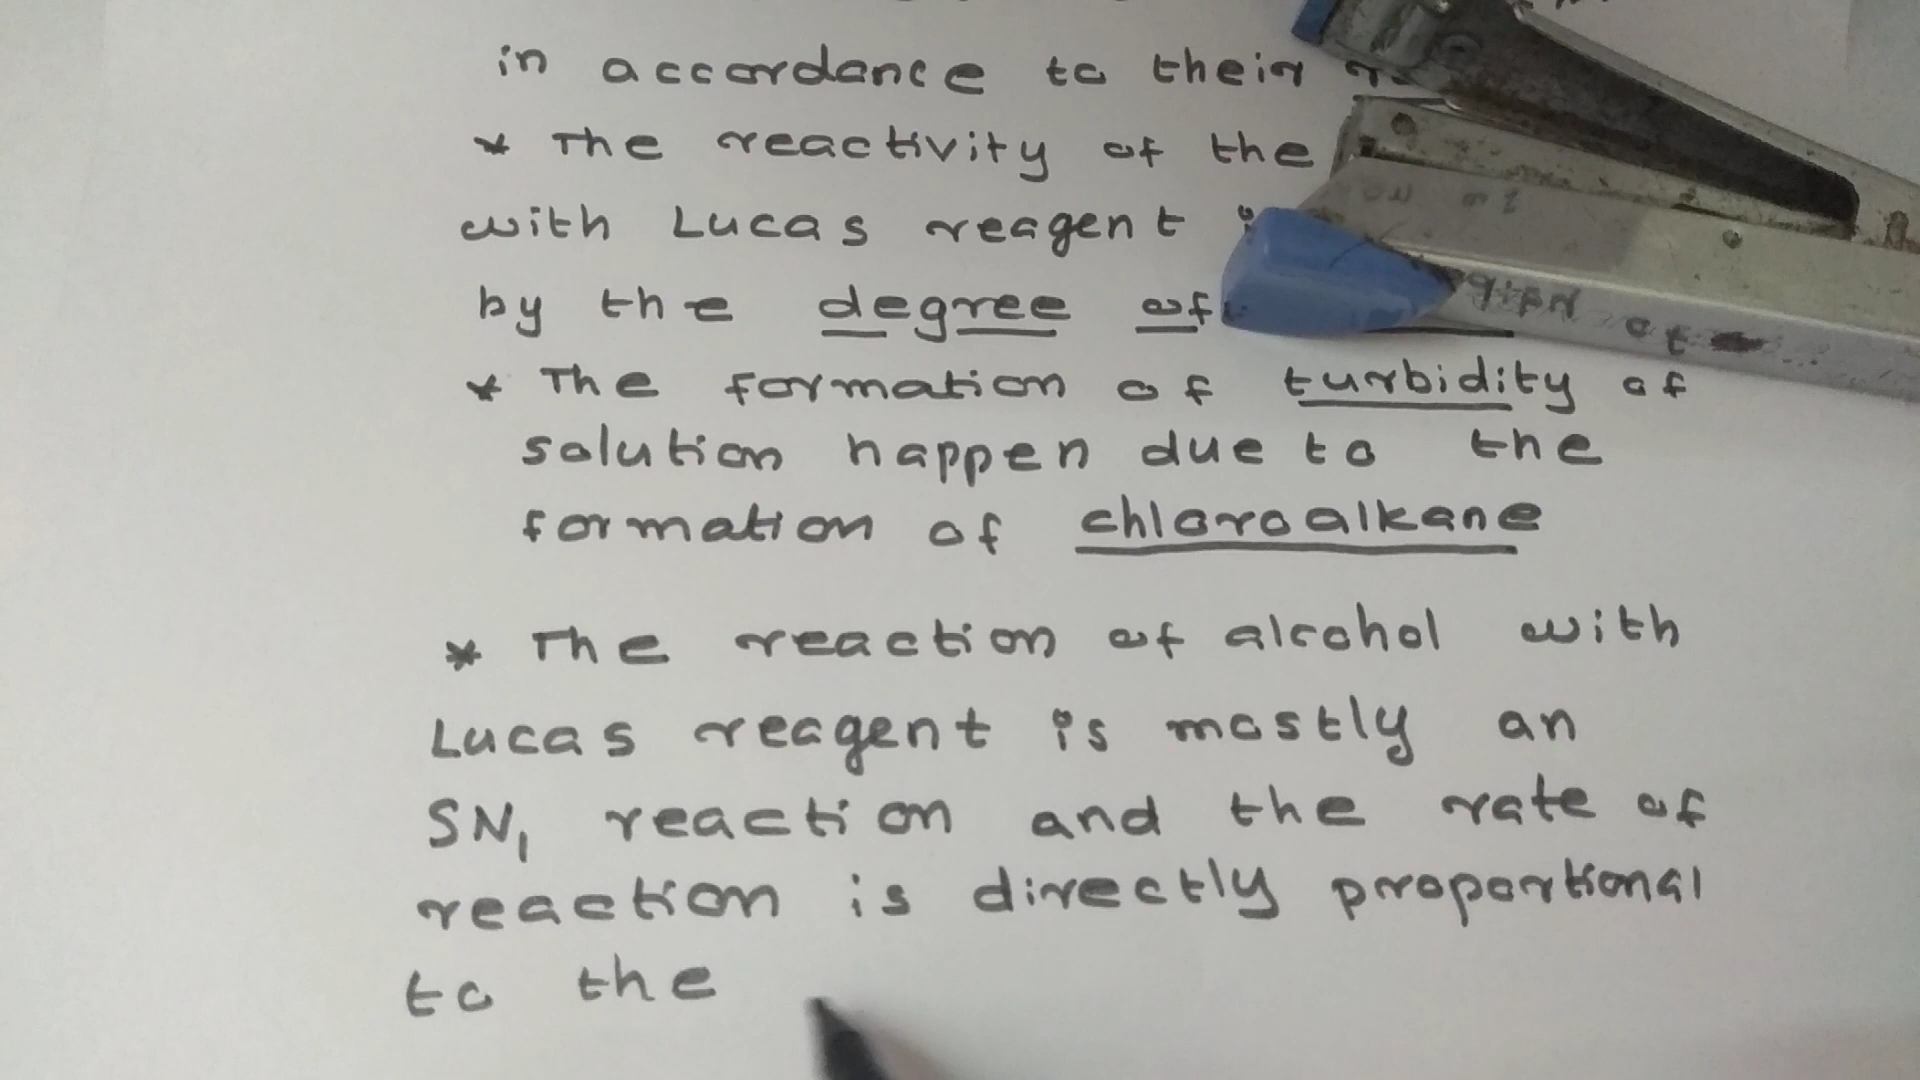 in accordance to their
* The reactivity of the
with Lucas reagent
by the degree of
* The formation of turbidity of
solution happen due to the
formation of chloroalkane
* The reaction of alcohol with
Lucas reagent is mostly an
SN1 reaction and the rate of
reaction is directly proportional
to the